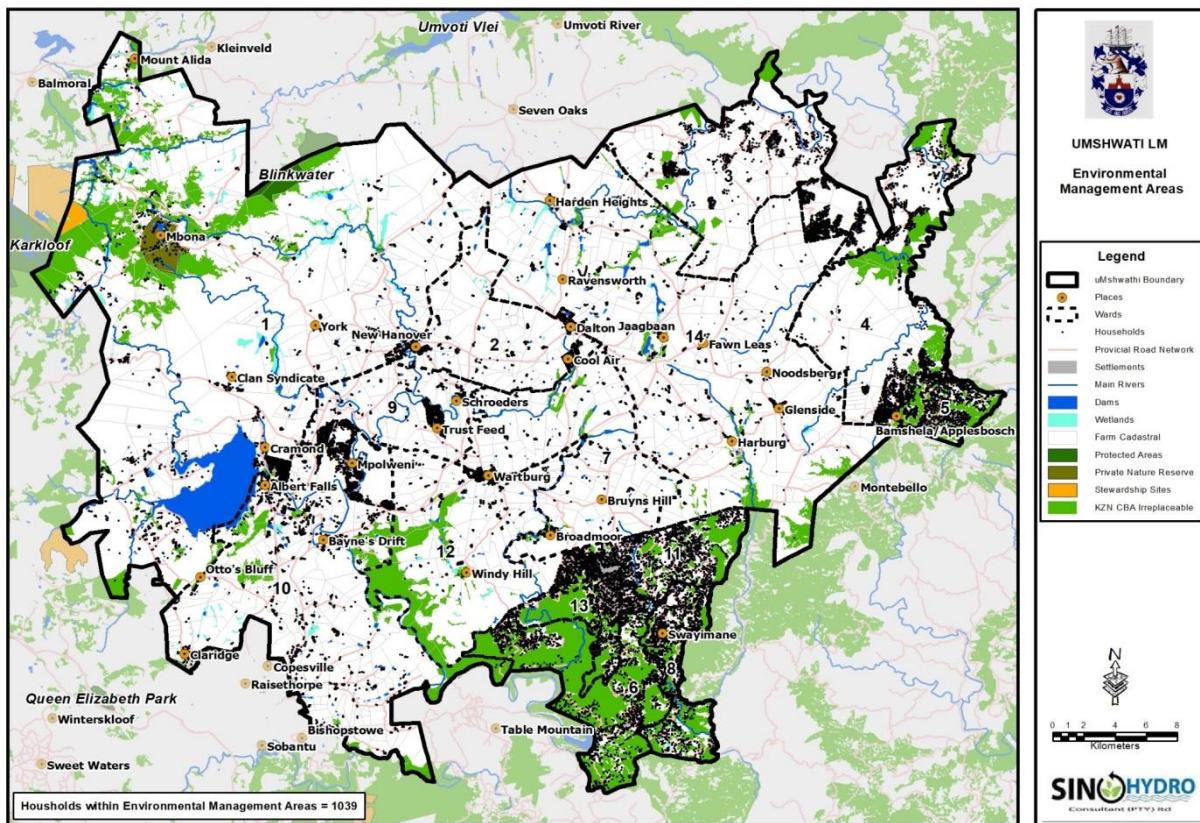 Umvoti Vlei
Umvoti River
Kleinveld
Mount Alida
Balmoral
Seven Oaks
3
Blinkwater
Harden Heights
Karkloof
Mbona
Ravensworth
4
1
York
Dalton
Jaagbaan
New Hanover
2
14
Fawn Leas
Cool Air
Clan Syndicate
Noodsberg
9
Schroeders
Glenside
5
Bamshela/Applesbosch
Trust Feed
Cramond
Harburg
7
Mpolweni
Wartburg
Albert Falls
Montebello
Bruyns Hill
Bayne's Drift
Broadmoor
12
11
Otto's Bluff
Windy Hill
10
13
Swayimane
Claridge
Copesville
8
Raisethorpe
6
Queen Elizabeth Park
Winterskloof
Bishopstowe
Table Mountain
Sobantu
Sweet Waters
Housholds within Environmental Management Areas = 1039
UMSHWATI LM
Environmental
Management Areas
Legend
uMshwathi Boundary
Places
Wards
Households
Provicial Road Network
Settlements
Main Rivers
Dams
Wetlands
Farm Cadastral
Protected Areas
Private Nature Reserve
Stewardship Sites
KZN CBA Irreplaceable
N
0 1 2 4 6 8
Kilometers
SINOHYDRO
Consultant (PTY) ltd